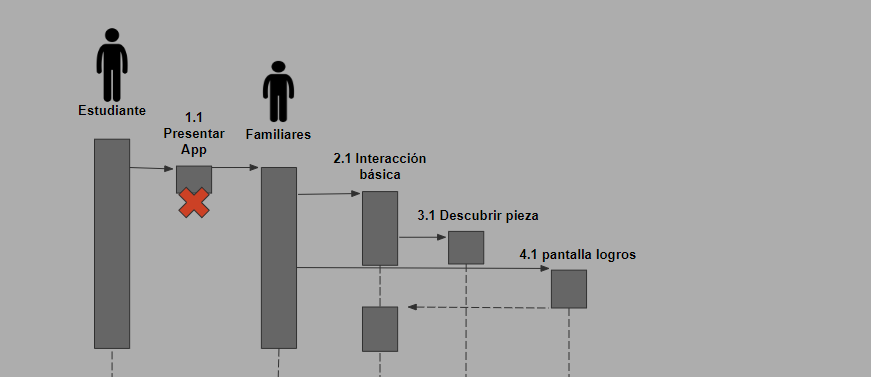 Estudiante
1.1
Presentar
App
Familiares
2.1 Interacción
básica
3.1 Descubrir pieza
4.1 pantalla logros